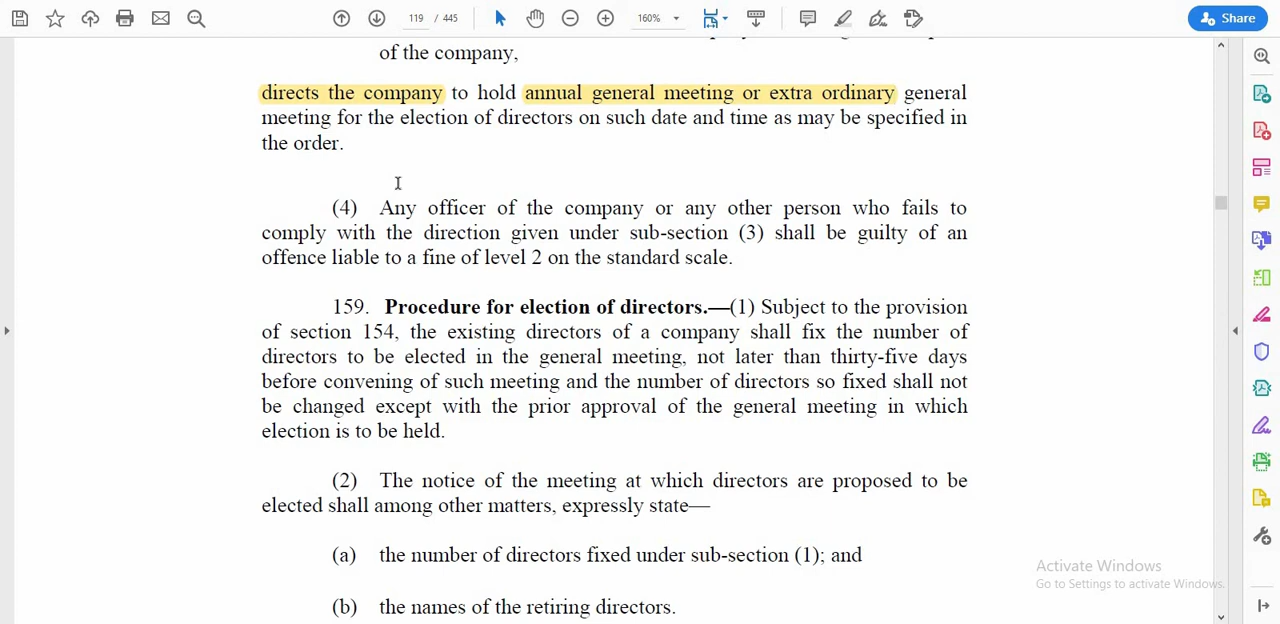 119 / 445
160%
Share
of the company,
directs the company to hold annual general meeting or extra ordinary general
meeting for the election of directors on such date and time as may be specified in
the order.
(4) Any officer of the company or any other person who fails to
comply with the direction given under sub-section (3) shall be guilty of an
offence liable to a fine of level 2 on the standard scale.
159. Procedure for election of directors.—(1) Subject to the provision
of section 154, the existing directors of a company shall fix the number of
directors to be elected in the general meeting, not later than thirty-five days
before convening of such meeting and the number of directors so fixed shall not
be changed except with the prior approval of the general meeting in which
election is to be held.
(2) The notice of the meeting at which directors are proposed to be
elected shall among other matters, expressly state—
(a) the number of directors fixed under sub-section (1); and
(b) the names of the retiring directors.
Activate Windows
Go to Settings to activate Windows.